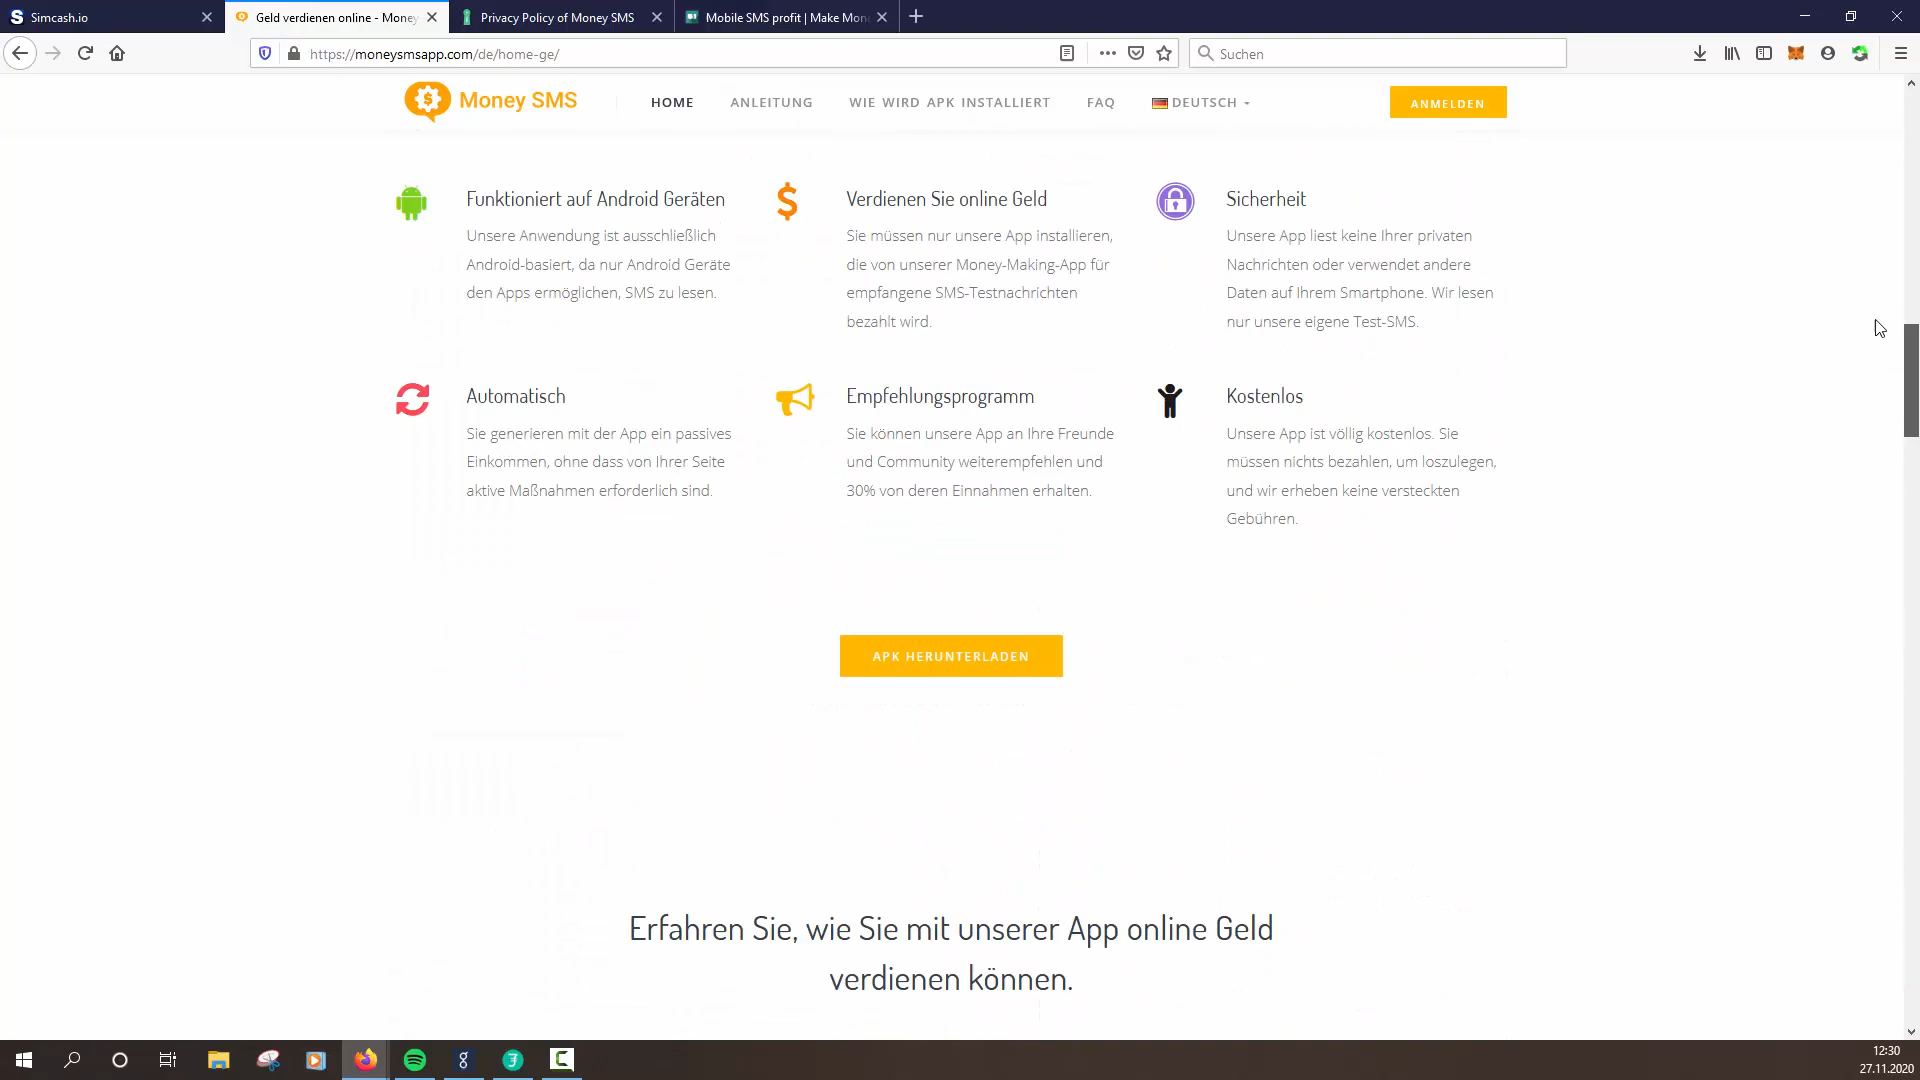 Simcash.io
Geld verdienen online - Money
Privacy Policy of Money SMS
Mobile SMS profit | Make Mon
https://moneysmsapp.com/de/home-ge/
Suchen
Money SMS
HOME
ANLEITUNG
WIE WIRD APK INSTALLIERT
FAQ
DEUTSCH
ANMELDEN
Funktioniert auf Android Geräten
Unsere Anwendung ist ausschließlich
Android-basiert, da nur Android Geräte
den Apps ermöglichen, SMS zu lesen.
Verdienen Sie online Geld
Sie müssen nur unsere App installieren,
die von unserer Money-Making-App für
empfangene SMS-Testnachrichten
bezahlt wird.
Sicherheit
Unsere App liest keine Ihrer privaten
Nachrichten oder verwendet andere
Daten auf Ihrem Smartphone. Wir lesen
nur unsere eigene Test-SMS.
Automatisch
Sie generieren mit der App ein passives
Einkommen, ohne dass von Ihrer Seite
aktive Maßnahmen erforderlich sind.
Empfehlungsprogramm
Sie können unsere App an Ihre Freunde
und Community weiterempfehlen und
30% von deren Einnahmen erhalten.
Kostenlos
Unsere App ist völlig kostenlos. Sie
müssen nichts bezahlen, um loszulegen,
und wir erheben keine versteckten
Gebühren.
APK HERUNTERLADEN
Erfahren Sie, wie Sie mit unserer App online Geld
verdienen können.
12:30
27.11.2020